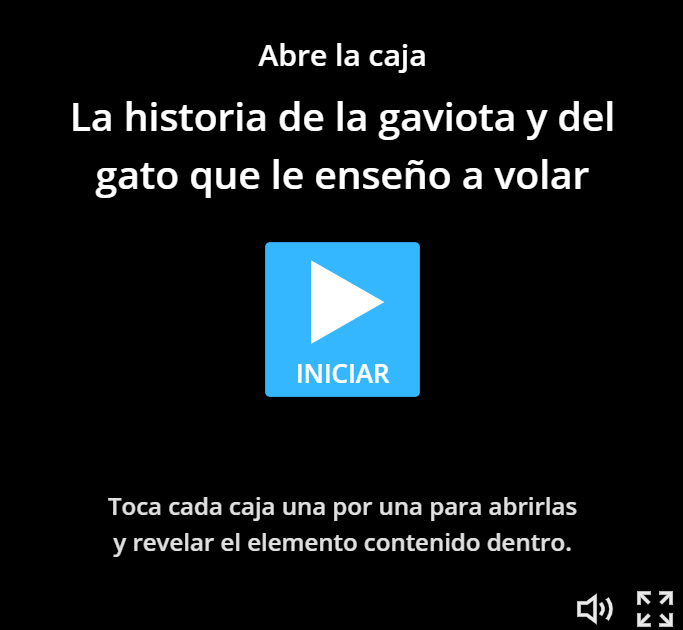 Abre la caja
La historia de la gaviota y del
gato que le enseño a volar
INICIAR
Toca cada caja una por una para abrirlas
y revelar el elemento contenido dentro.